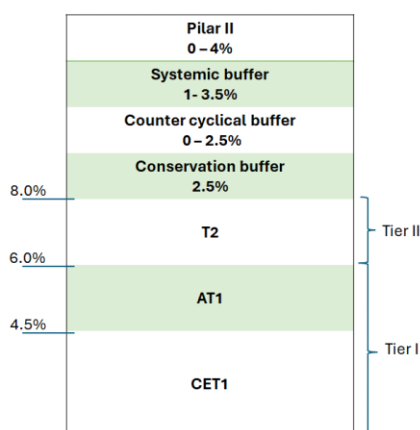 Pilar II
0 – 4%
Systemic buffer
1- 3.5%
Counter cyclical buffer
0 – 2.5%
Conservation buffer
2.5%
8.0%
T2
Tier II
6.0%
AT1
4.5%
Tier I
CET1